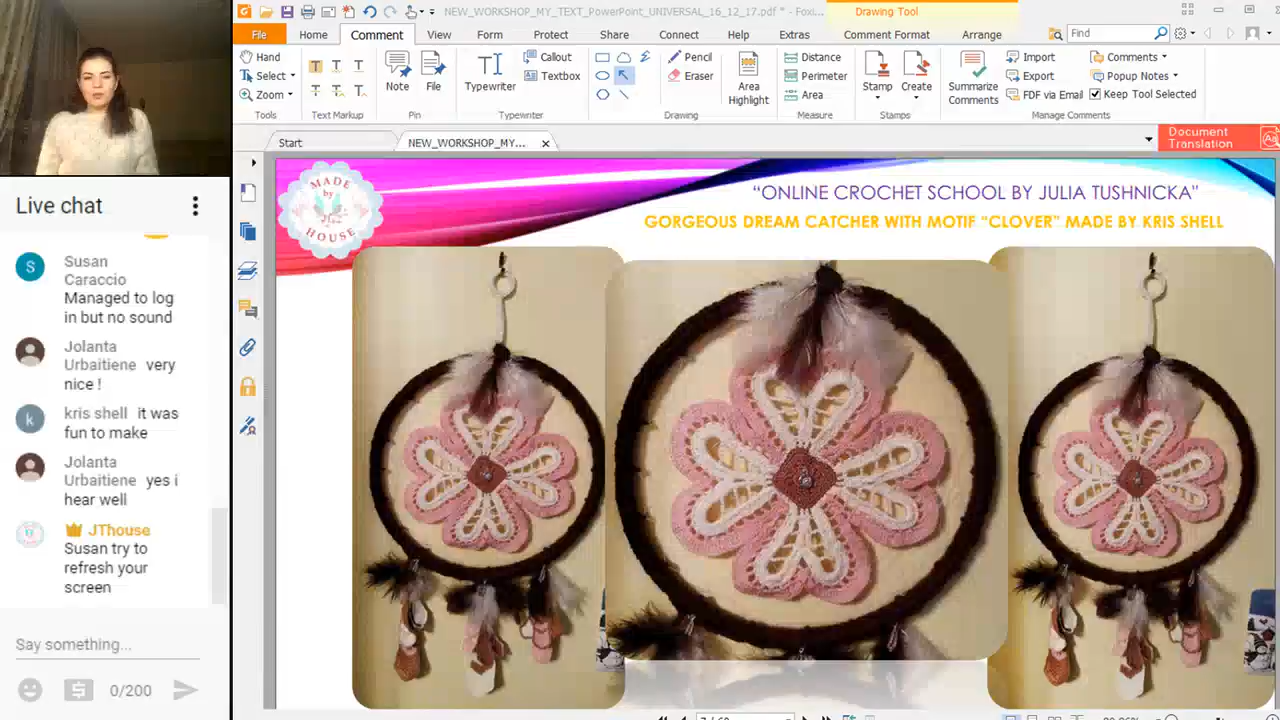 NEW_WORKSHOP_MY_TEXT_PowerPoint_UNIVERSAL_16_12_17.pdf * - Foxi...
Drawing Tool
File
Home
Comment
View
Form
Protect
Share
Connect
Help
Extras
Comment Format
Arrange
Find
Hand
Select
Zoom
Tools
Text Markup
Note
File
Pin
Typewriter
Callout
Textbox
Typewriter
Pencil
Eraser
Area
Highlight
Drawing
Distance
Perimeter
Area
Measure
Stamp
Create
Stamps
Summarize
Comments
Import
Export
FDF via Email
Comments
Popup Notes
Keep Tool Selected
Manage Comments
Start
NEW_WORKSHOP_MY...
Document
Translation
MADE
by
HOUSE
"ONLINE CROCHET SCHOOL BY JULIA TUSHNICKA"
GORGEOUS DREAM CATCHER WITH MOTIF "CLOVER" MADE BY KRIS SHELL
Live chat
S
Susan
Caraccio
Managed to log
in but no sound
Jolanta
Urbaitiene very
nice !
k
kris shell it was
fun to make
Jolanta
Urbaitiene yes i
hear well
JThouse
Susan try to
refresh your
screen
Say something...
0/200